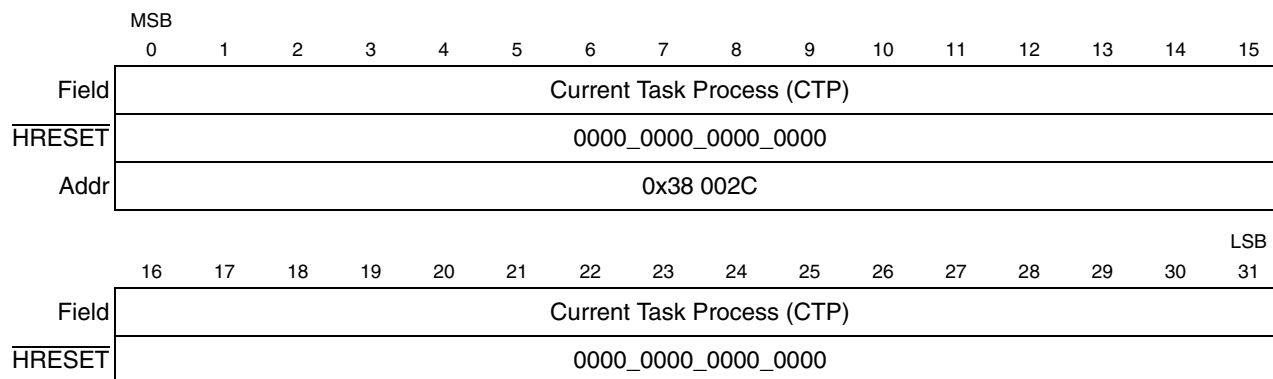 MSB
0 1 2 3 4 5 6 7 8 9 10 11 12 13 14 15
Field Current Task Process (CTP)
HRESET 0000_0000_0000_0000
Addr 0x38 002C
LSB
16 17 18 19 20 21 22 23 24 25 26 27 28 29 30 31
Field Current Task Process (CTP)
HRESET 0000_0000_0000_0000